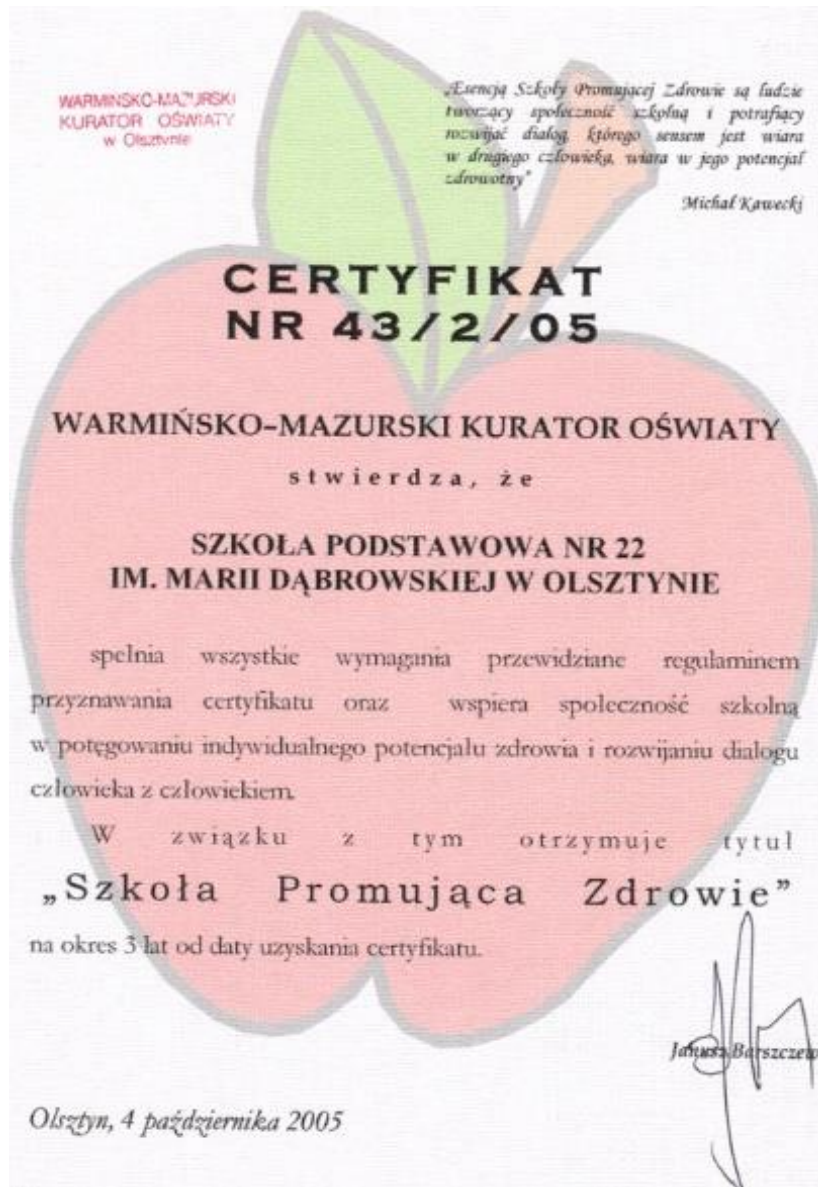 WARMIŃSKO-MAZURSKI
KURATOR OŚWIATY
w Olsztynie
„Esencją Szkoły Promującej Zdrowie są ludzie
tworzący społeczność szkolną i potrafiący
rozwijać dialog, którego sensem jest wiara
w drugiego człowieka, wiara w jego potencjał
zdrowotny"
Michał Kawecki
CERTYFIKAT
NR 43/2/05
WARMIŃSKO–MAZURSKI KURATOR OŚWIATY
stwierdza, że
SZKOŁA PODSTAWOWA NR 22
IM. MARII DĄBROWSKIEJ W OLSZTYNIE
spełnia wszystkie wymagania przewidziane regulaminem
przyznawania certyfikatu oraz wspiera społeczność szkolną
w potęgowaniu indywidualnego potencjału zdrowia i rozwijaniu dialogu
człowieka z człowiekiem.
W związku z tym otrzymuje tytuł
„Szkoła Promująca Zdrowie”
na okres 3 lat od daty uzyskania certyfikatu.
Janusz Barszczew
Olsztyn, 4 października 2005